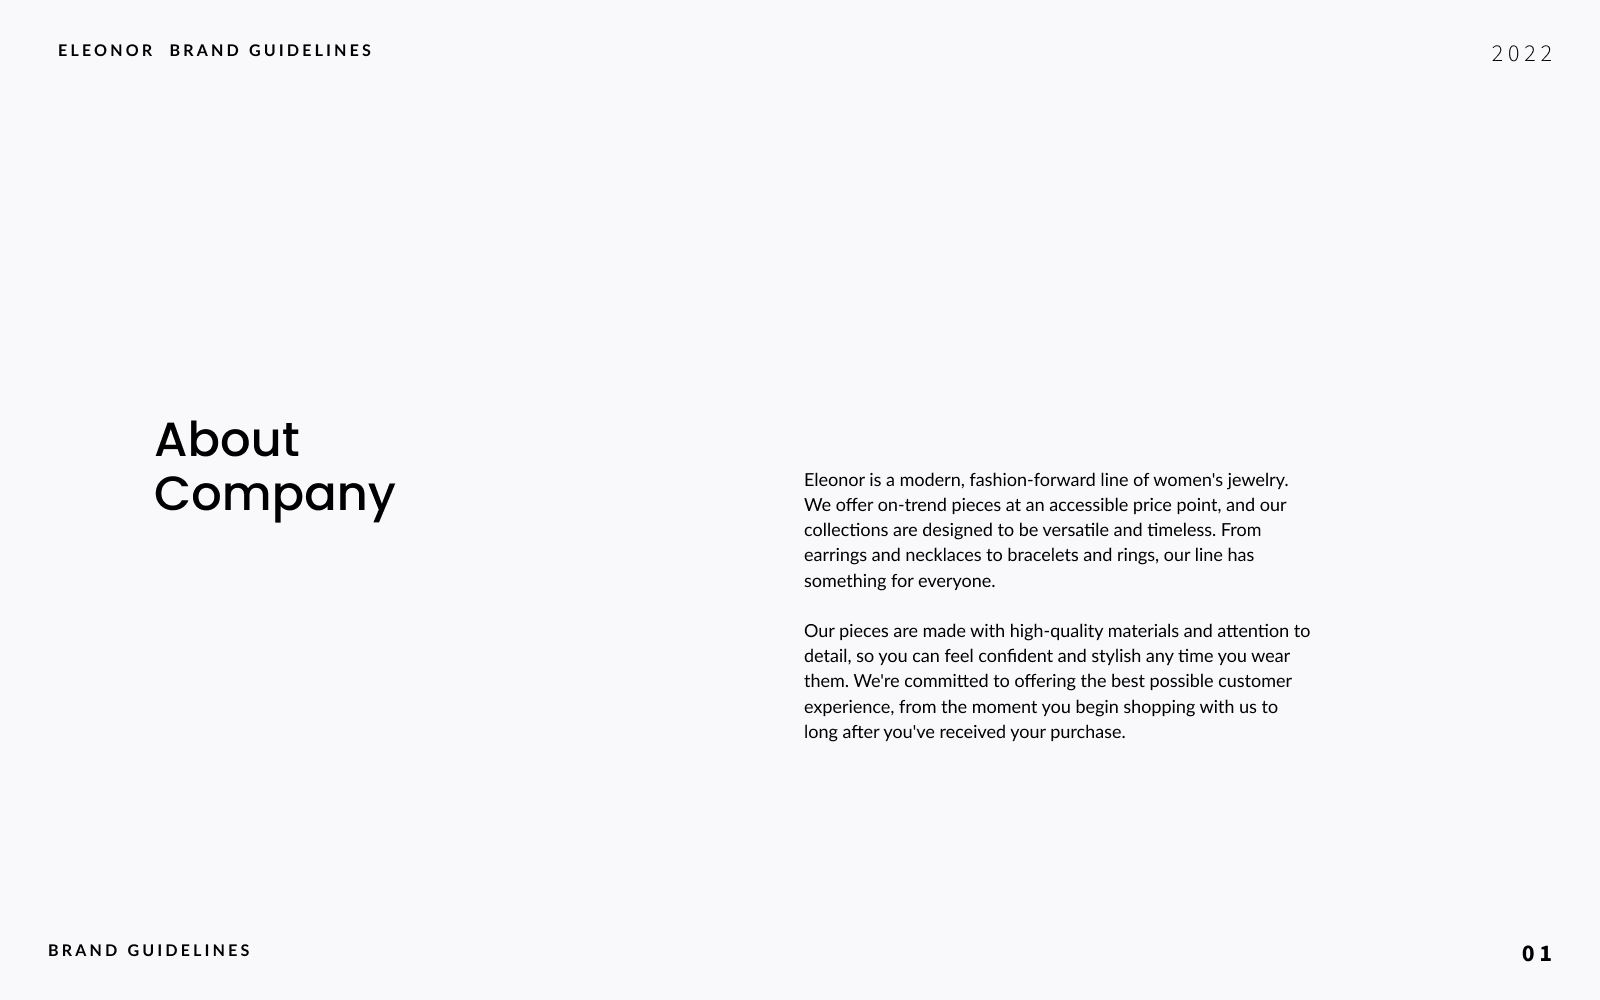 ELEONOR BRAND GUIDELINES
2022
About
Company
Eleonor is a modern, fashion-forward line of women's jewelry.
We offer on-trend pieces at an accessible price point, and our
collections are designed to be versatile and timeless. From
earrings and necklaces to bracelets and rings, our line has
something for everyone.
Our pieces are made with high-quality materials and attention to
detail, so you can feel confident and stylish any time you wear
them. We're committed to offering the best possible customer
experience, from the moment you begin shopping with us to
long after you've received your purchase.
BRAND GUIDELINES
01